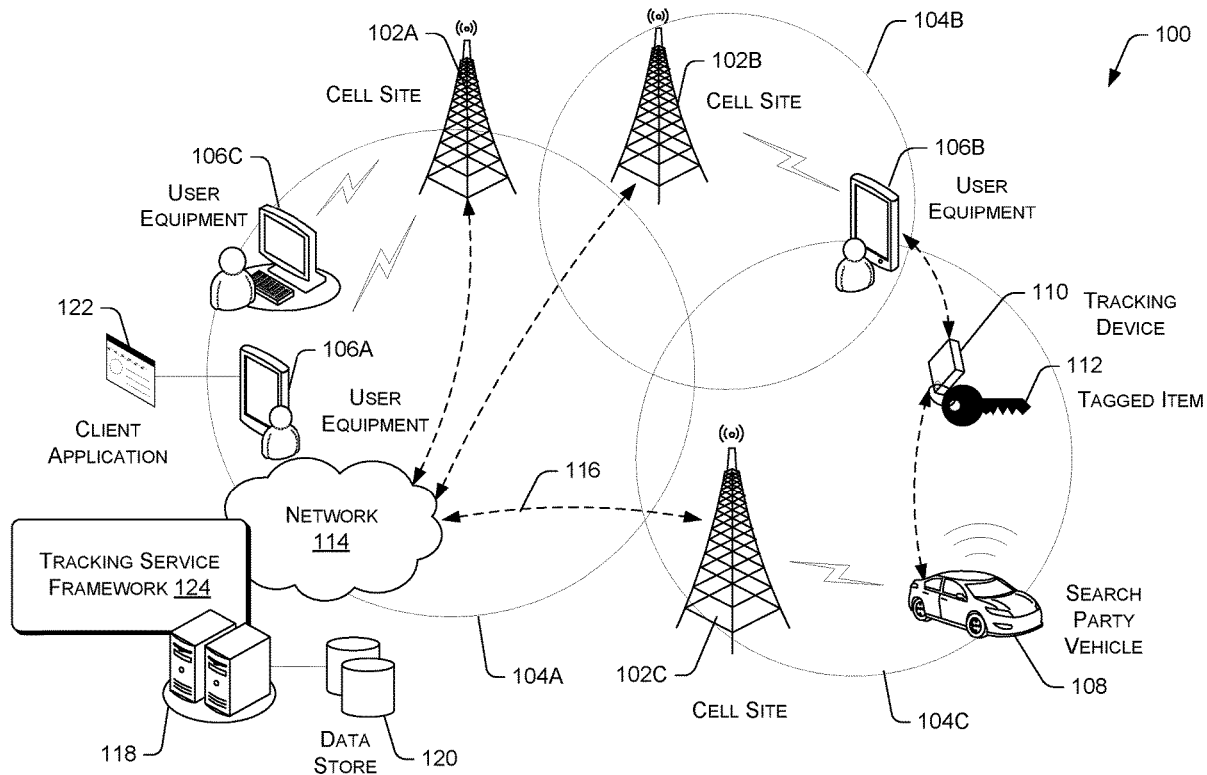 102A
104B
100
102B
CELL SITE
CELL SITE
106C
106B
USER
EQUIPMENT
USER
EQUIPMENT
110
TRACKING
DEVICE
122
106A
112
TAGGED ITEM
USER
EQUIPMENT
CLIENT
APPLICATION
116
NETWORK
114
TRACKING SERVICE
FRAMEWORK 124
SEARCH
PARTY
VEHICLE
102C
104A
108
CELL SITE
104C
118
DATA
STORE
120